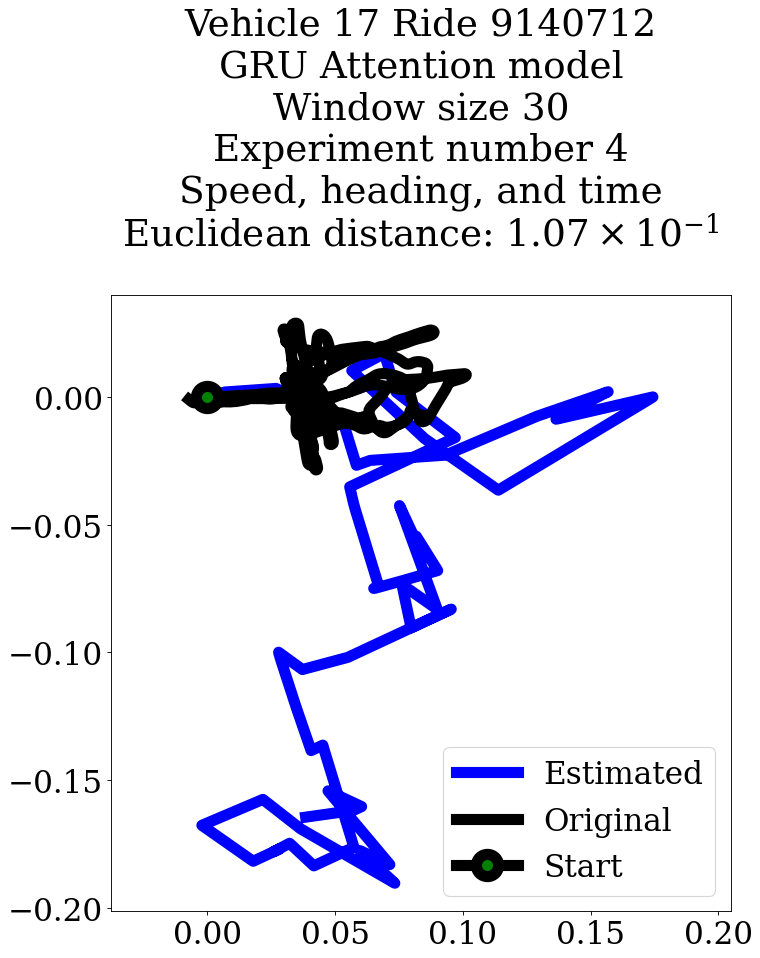 Vehicle 17 Ride 9140712
GRU Attention model
Window size 30
Experiment number 4
Speed, heading, and time
Euclidean distance: 1.07 × 10⁻¹
0.00
−0.05
−0.10
−0.15
−0.20
Estimated
Original
Start
0.00 0.05 0.10 0.15 0.20